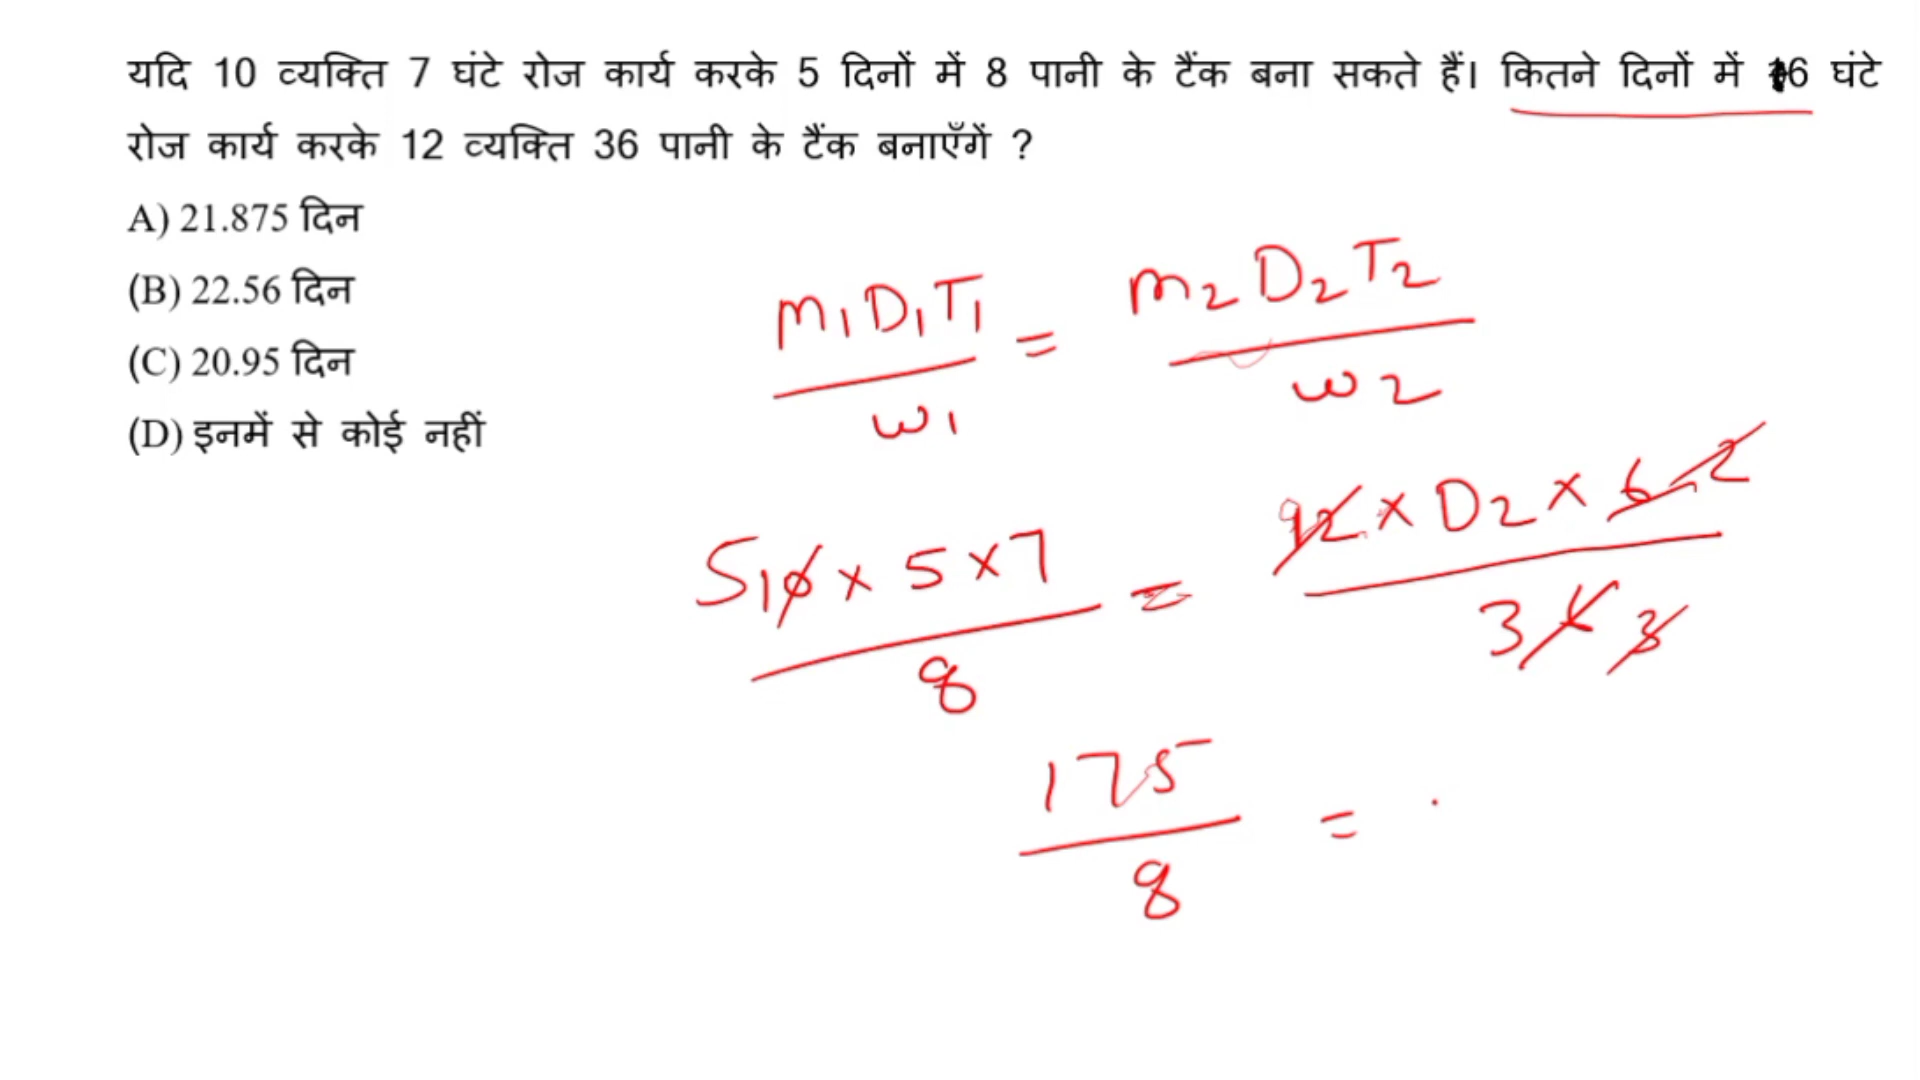 यदि 10 व्यक्ति 7 घंटे रोज कार्य करके 5 दिनों में 8 पानी के टैंक बना सकते हैं। कितने दिनों में 6 घंटे
रोज कार्य करके 12 व्यक्ति 36 पानी के टैंक बनाएँगें ?
A) 21.875 दिन
(B) 22.56 दिन
(C) 20.95 दिन
(D) इनमें से कोई नहीं
M1D1T1 = M2D2T2
W1 W2
5 10 x 5 x 7 = 12 x D2 x 6 2
8 36 3
175 =
8